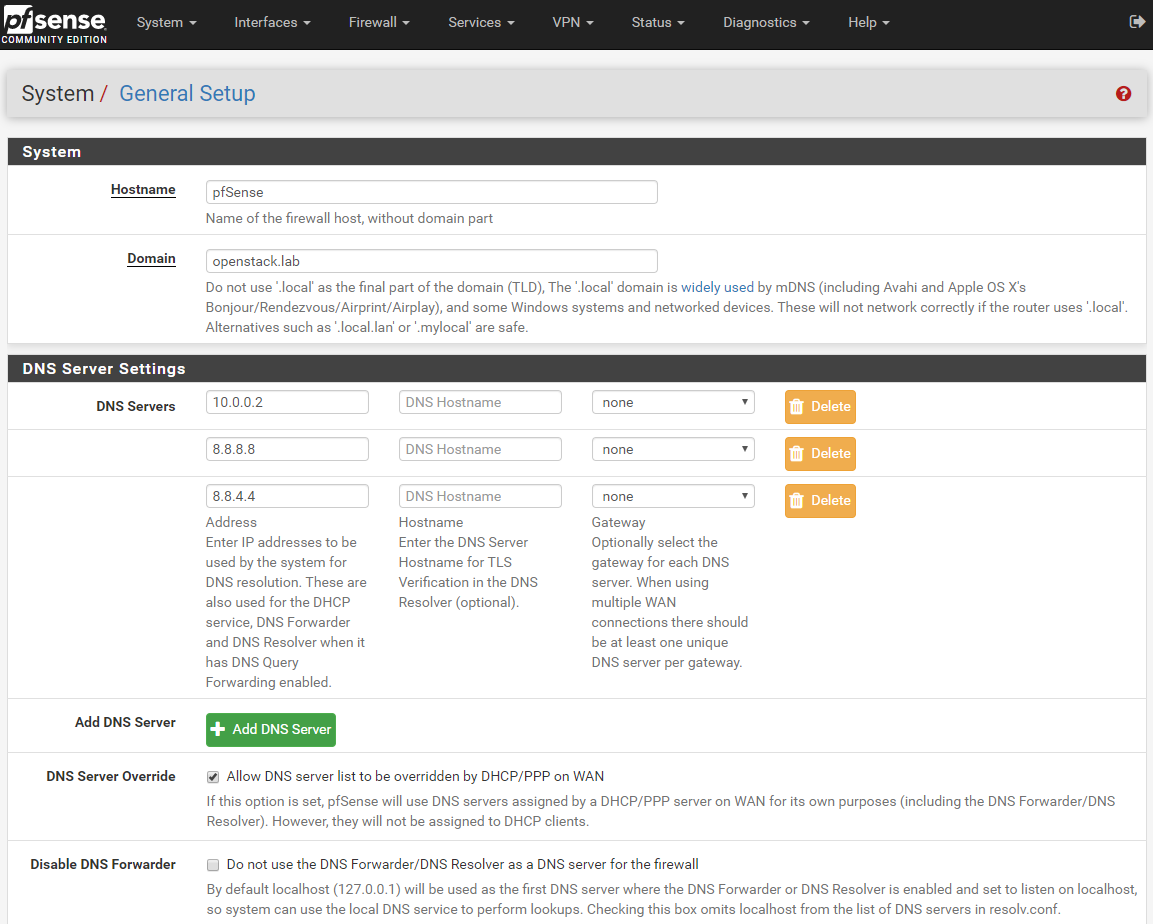 pfsense
COMMUNITY EDITION
System Interfaces Firewall Services VPN Status Diagnostics Help
System / General Setup
System
Hostname
pfSense
Name of the firewall host, without domain part
Domain
openstack.lab
Do not use '.local' as the final part of the domain (TLD), The '.local' domain is widely used by mDNS (including Avahi and Apple OS X's
Bonjour/Rendezvous/Airprint/Airplay), and some Windows systems and networked devices. These will not network correctly if the router uses '.local'.
Alternatives such as '.local.lan' or '.mylocal' are safe.
DNS Server Settings
DNS Servers 10.0.0.2 DNS Hostname none Delete
8.8.8.8 DNS Hostname none Delete
8.8.4.4 DNS Hostname none Delete
Address
Enter IP addresses to be
used by the system for
DNS resolution. These are
also used for the DHCP
service, DNS Forwarder
and DNS Resolver when it
has DNS Query
Forwarding enabled.
Hostname
Enter the DNS Server
Hostname for TLS
Verification in the DNS
Resolver (optional).
Gateway
Optionally select the
gateway for each DNS
server. When using
multiple WAN
connections there should
be at least one unique
DNS server per gateway.
Add DNS Server
Add DNS Server
DNS Server Override
Allow DNS server list to be overridden by DHCP/PPP on WAN
If this option is set, pfSense will use DNS servers assigned by a DHCP/PPP server on WAN for its own purposes (including the DNS Forwarder/DNS
Resolver). However, they will not be assigned to DHCP clients.
Disable DNS Forwarder
Do not use the DNS Forwarder/DNS Resolver as a DNS server for the firewall
By default localhost (127.0.0.1) will be used as the first DNS server where the DNS Forwarder or DNS Resolver is enabled and set to listen on localhost,
so system can use the local DNS service to perform lookups. Checking this box omits localhost from the list of DNS servers in resolv.conf.